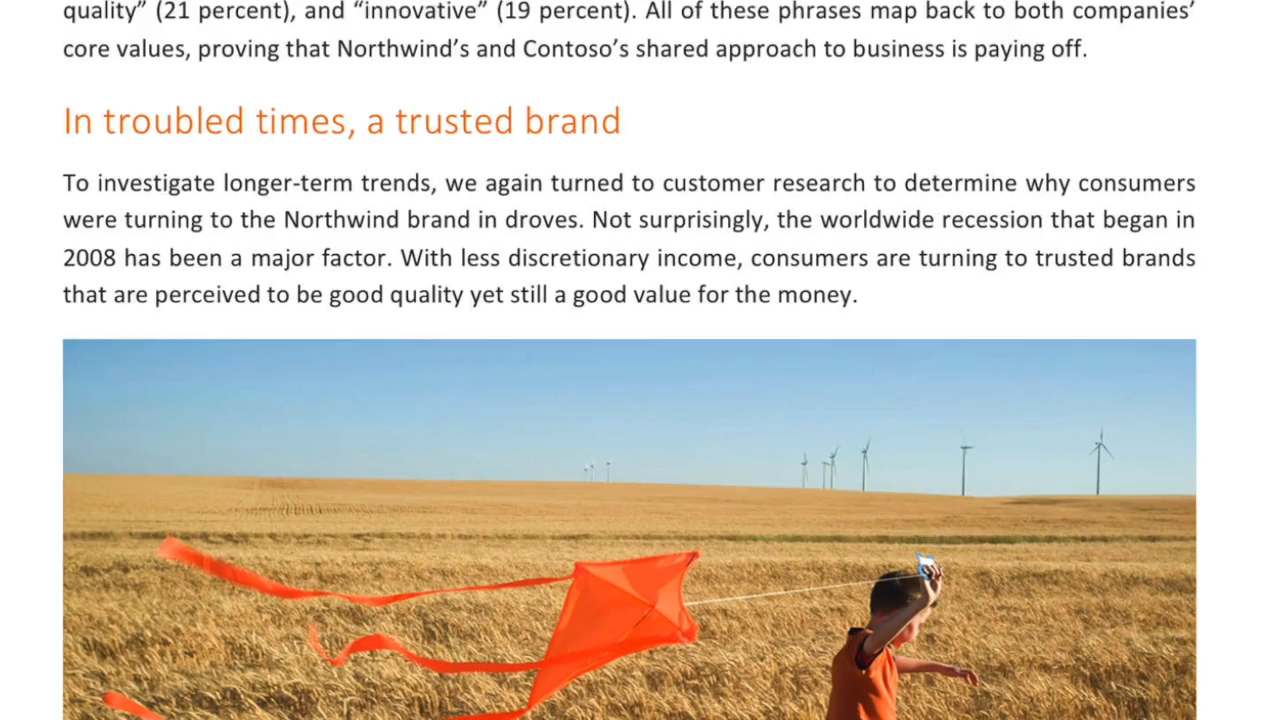 quality” (21 percent), and “innovative” (19 percent). All of these phrases map back to both companies’
core values, proving that Northwind’s and Contoso’s shared approach to business is paying off.
In troubled times, a trusted brand
To investigate longer-term trends, we again turned to customer research to determine why consumers
were turning to the Northwind brand in droves. Not surprisingly, the worldwide recession that began in
2008 has been a major factor. With less discretionary income, consumers are turning to trusted brands
that are perceived to be good quality yet still a good value for the money.